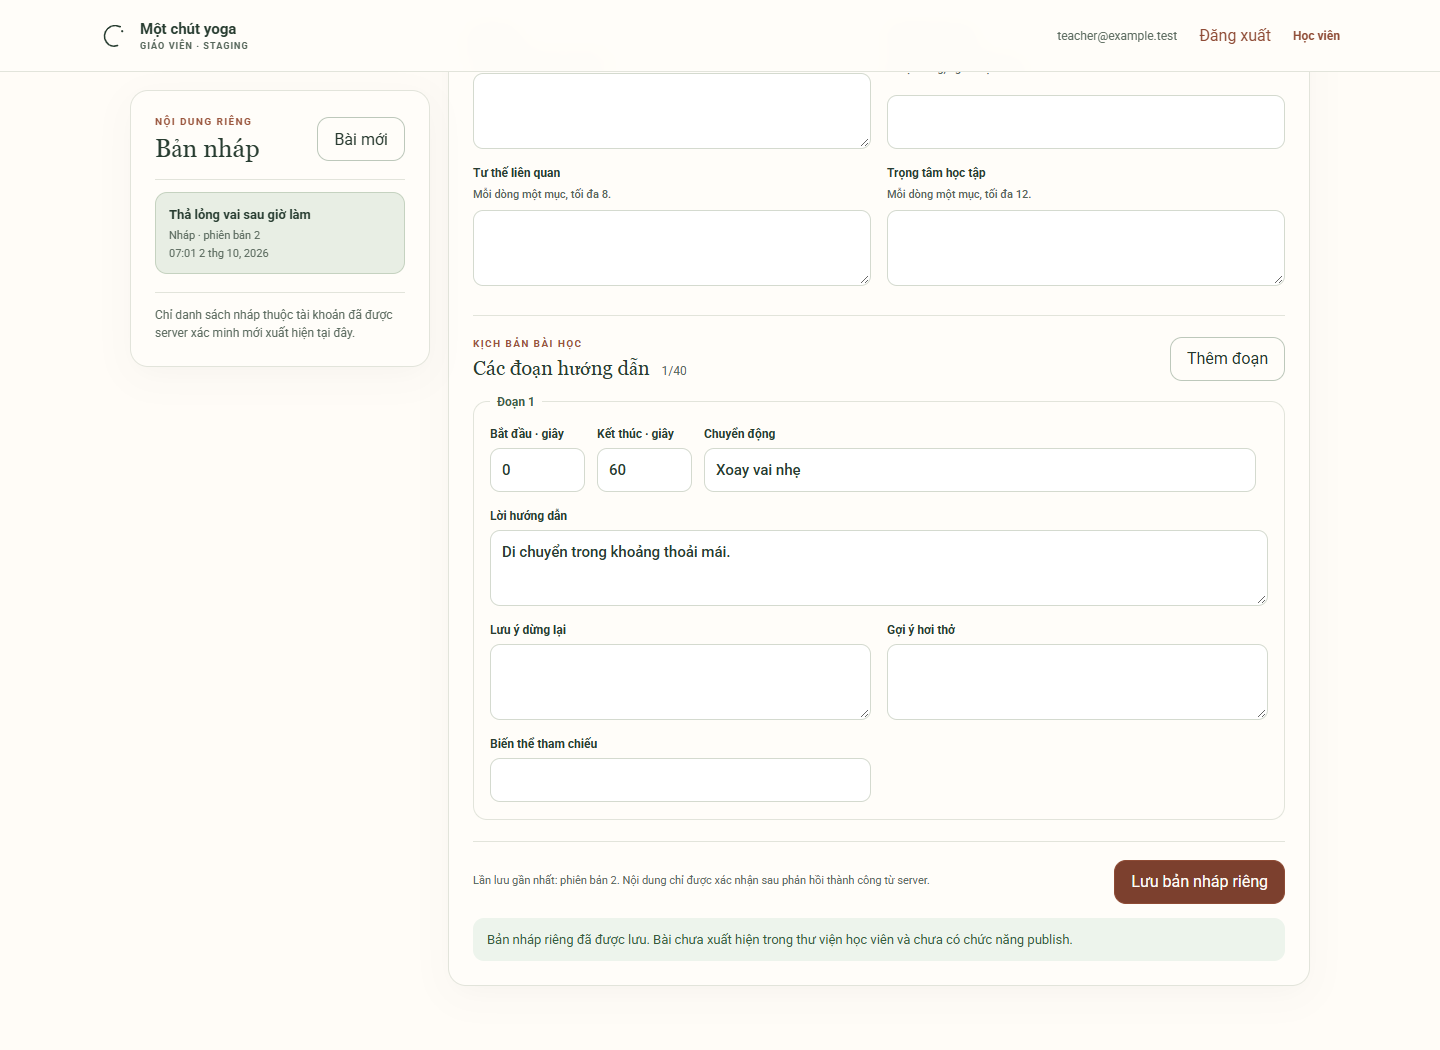 Một chút yoga
GIÁO VIÊN · STAGING
teacher@example.test
Đăng xuất
Học viên
NỘI DUNG RIÊNG
Bản nháp
Bài mới
Thả lỏng vai sau giờ làm
Nháp · phiên bản 2
07:01 2 thg 10, 2026
Chỉ danh sách nháp thuộc tài khoản đã được
server xác minh mới xuất hiện tại đây.
Tư thế liên quan
Mỗi dòng một mục, tối đa 8.
Trọng tâm học tập
Mỗi dòng một mục, tối đa 12.
KỊCH BẢN BÀI HỌC
Các đoạn hướng dẫn 1/40
Thêm đoạn
Đoạn 1
Bắt đầu · giây
Kết thúc · giây
Chuyển động
0
60
Xoay vai nhẹ
Lời hướng dẫn
Di chuyển trong khoảng thoải mái.
Lưu ý dừng lại
Gợi ý hơi thở
Biến thể tham chiếu
Lần lưu gần nhất: phiên bản 2. Nội dung chỉ được xác nhận sau phản hồi thành công từ server.
Lưu bản nháp riêng
Bản nháp riêng đã được lưu. Bài chưa xuất hiện trong thư viện học viên và chưa có chức năng publish.